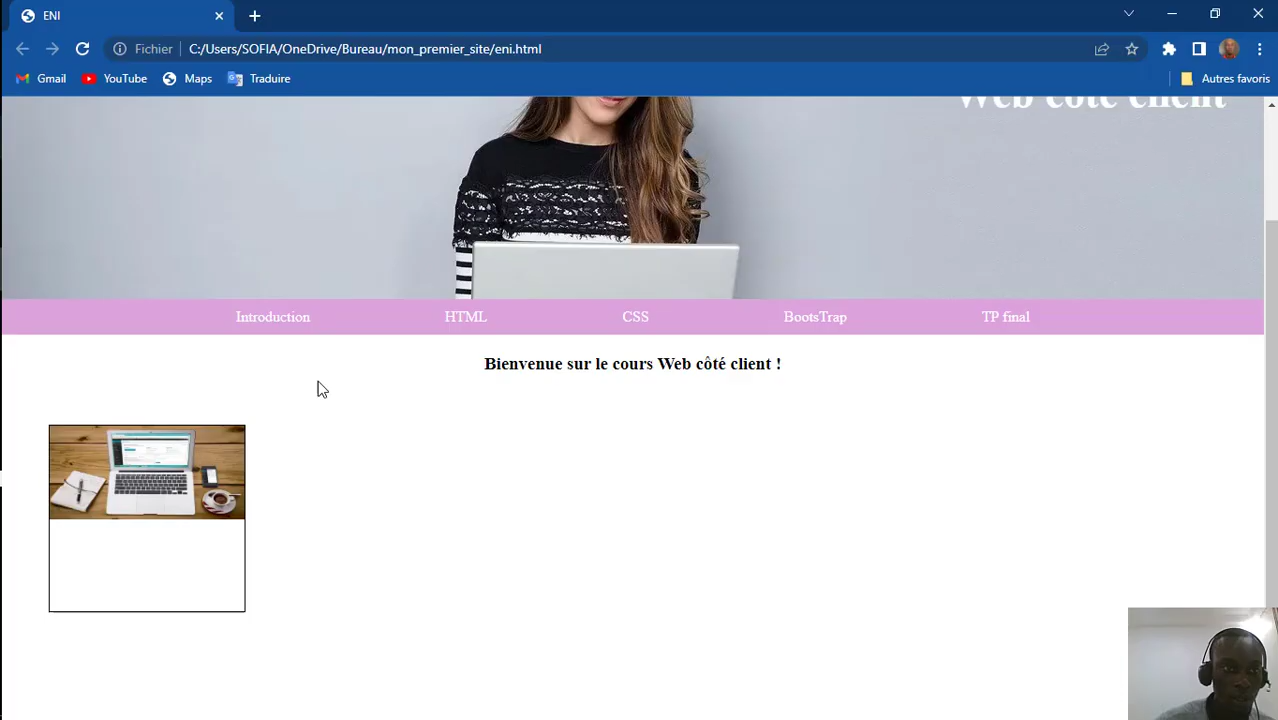 ENI
Fichier C:/Users/SOFIA/OneDrive/Bureau/mon_premier_site/eni.html
Gmail YouTube Maps Traduire Autres favoris
Web côté client
Introduction HTML CSS BootsTrap TP final
Bienvenue sur le cours Web côté client !